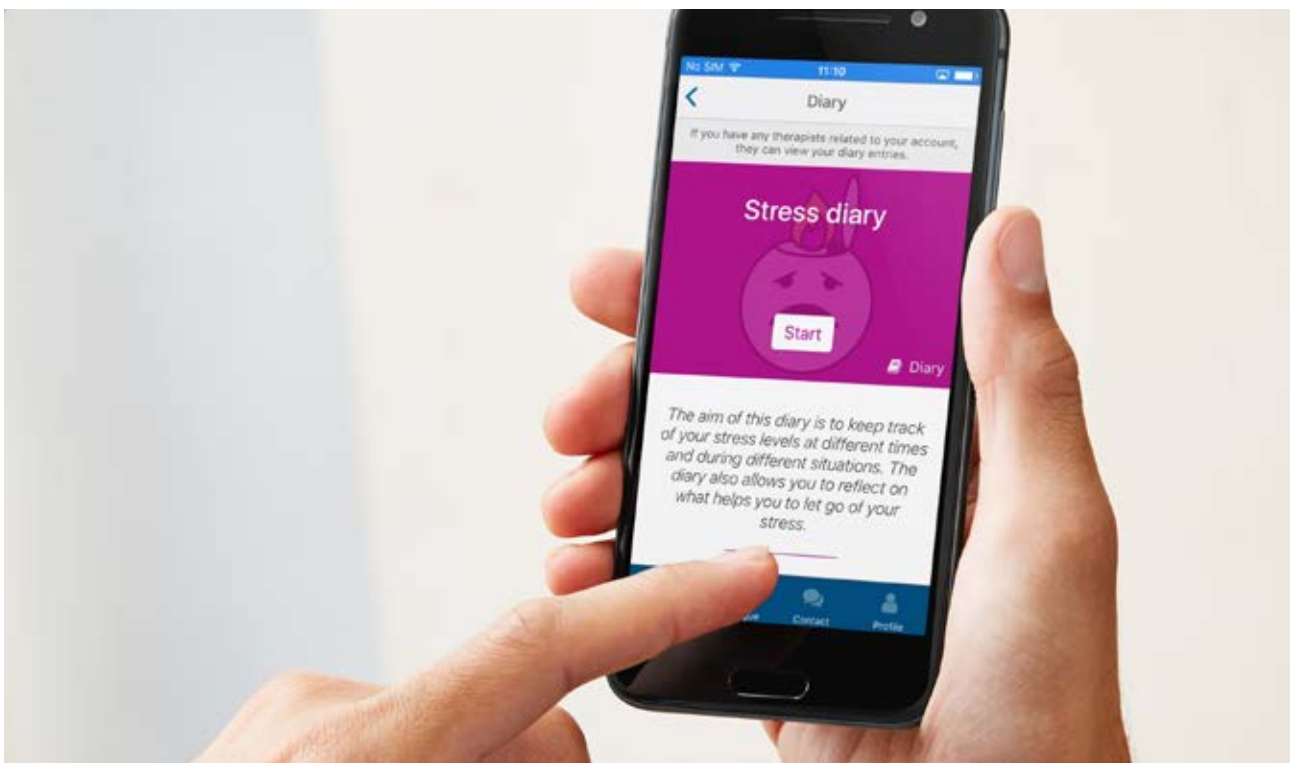 No SIM 11:10
Diary
If you have any therapists related to your account,
they can view your diary entries.
Stress diary
Start
Diary
The aim of this diary is to keep track
of your stress levels at different times
and during different situations. The
diary also allows you to reflect on
what helps you to let go of your
stress.
Contact Profile